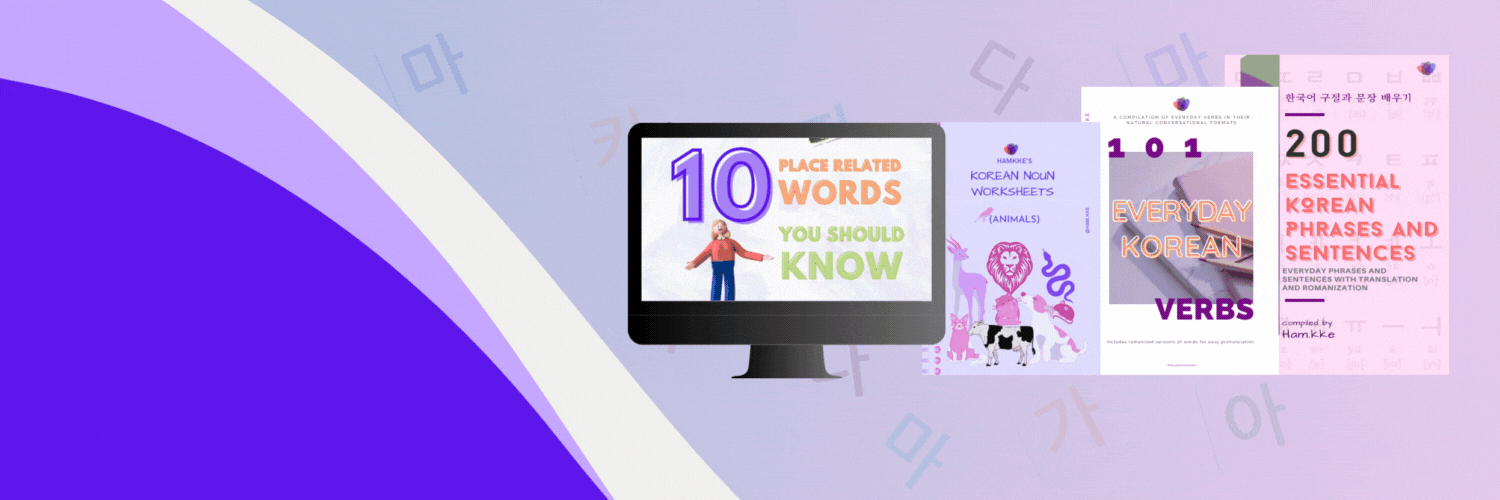 마
다
카
10
PLACE RELATED
WORDS
YOU SHOULD
KNOW
HAMKKE'S
KOREAN NOUN
WORKSHEETS
(ANIMALS)
@HAM.KKE
A COMPILATION OF EVERYDAY VERBS IN THEIR
NATURAL CONVERSATIONAL FORMATS
101
EVERYDAY
KOREAN
VERBS
Includes romanized versions of words for easy pronunciation.
한국어 구절과 문장 배우기
200
ESSENTIAL
KOREAN
PHRASES AND
SENTENCES
EVERYDAY PHRASES AND
SENTENCES WITH TRANSLATION
AND ROMANIZATION
compiled by
Ham.kke
다
마
가
아